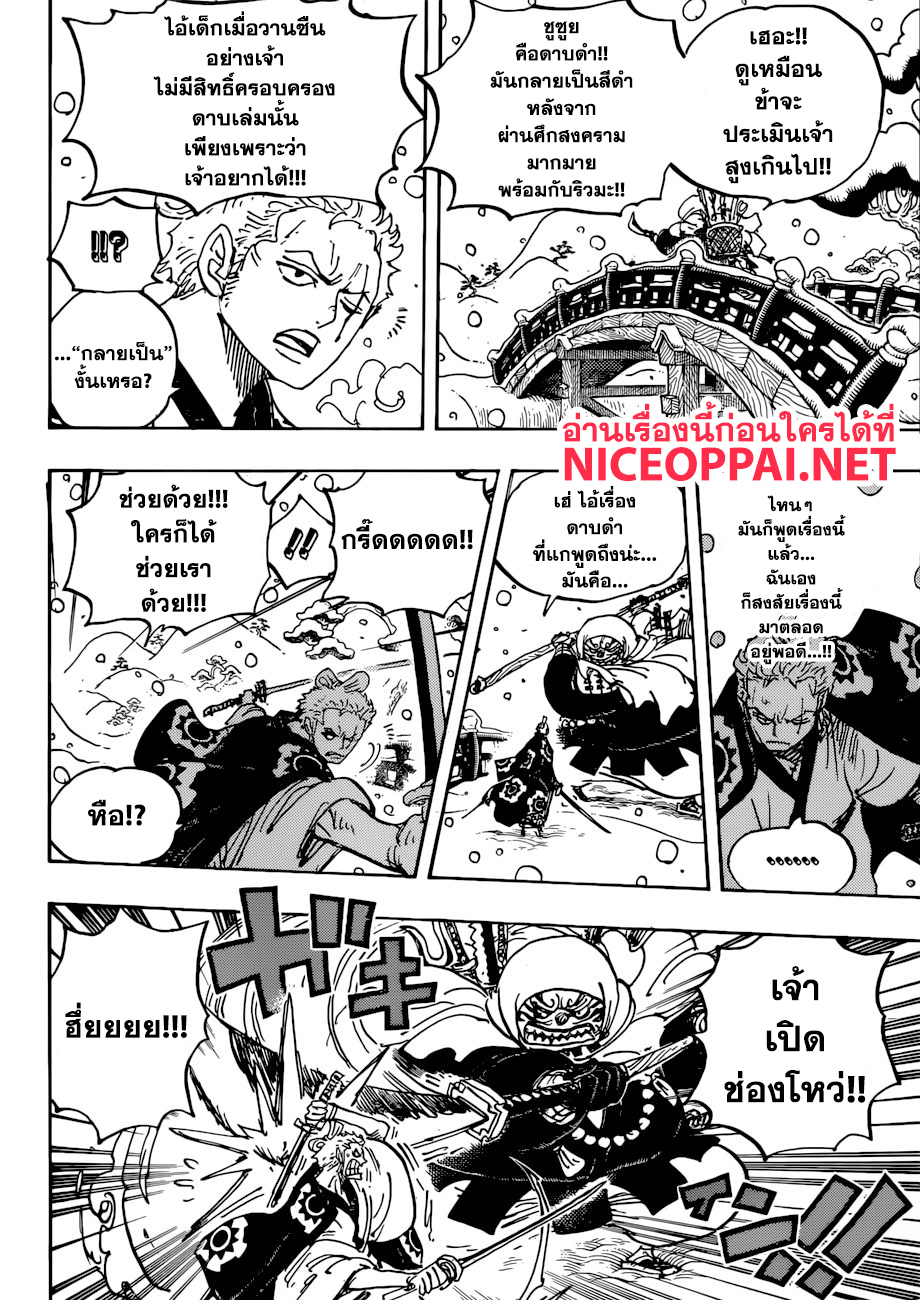 เฮอะ!!
ดูเหมือน
ข้าจะ
ประเมินเจ้า
สูงเกินไป!!
ชูซูย
คือดาบดำ!!
มันกลายเป็นสีดำ
หลังจาก
ผ่านศึกสงคราม
มากมาย
พร้อมกับริวมะ!!
ไอ้เด็กเมื่อวานซืน
อย่างเจ้า
ไม่มีสิทธิ์ครอบครอง
ดาบเล่มนั้น
เพียงเพราะว่า
เจ้าอยากได้!!!
!!?
..."กลายเป็น"
งั้นเหรอ?
อ่านเรื่องนี้ก่อนใครได้ที่
NICEOPPAI.NET
ไหนๆ
มันก็พูดเรื่องนี้
แล้ว...
ฉันเอง
ก็สงสัยเรื่องนี้
มาตลอด
อยู่พอดี...!!
......
เฮ่ ไอ้เรื่อง
ดาบดำ
ที่แกพูดถึงน่ะ...
มันคือ...
กรี๊ดดดดด!!
!!
ช่วยด้วย!!!
ใครก็ได้
ช่วยเรา
ด้วย!!!
หือ!?
เจ้า
เปิด
ช่องโหว่!!
ฮึ่ยยยย!!!
ガキ
ィン!!